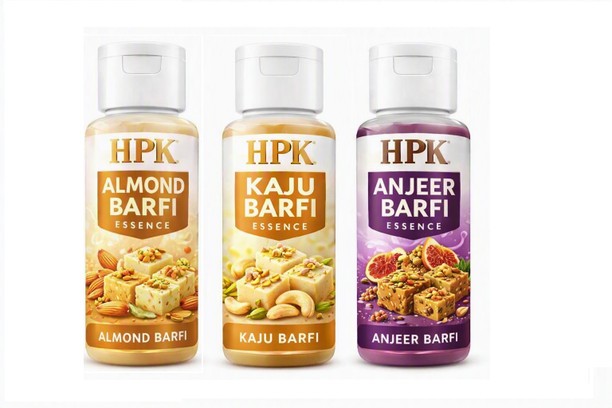 HPK
ALMOND
BARFI
ESSENCE
ALMOND BARFI
HPK
KAJU
BARFI
ESSENCE
KAJU BARFI
HPK
ANJEER
BARFI
ESSENCE
ANJEER BARFI